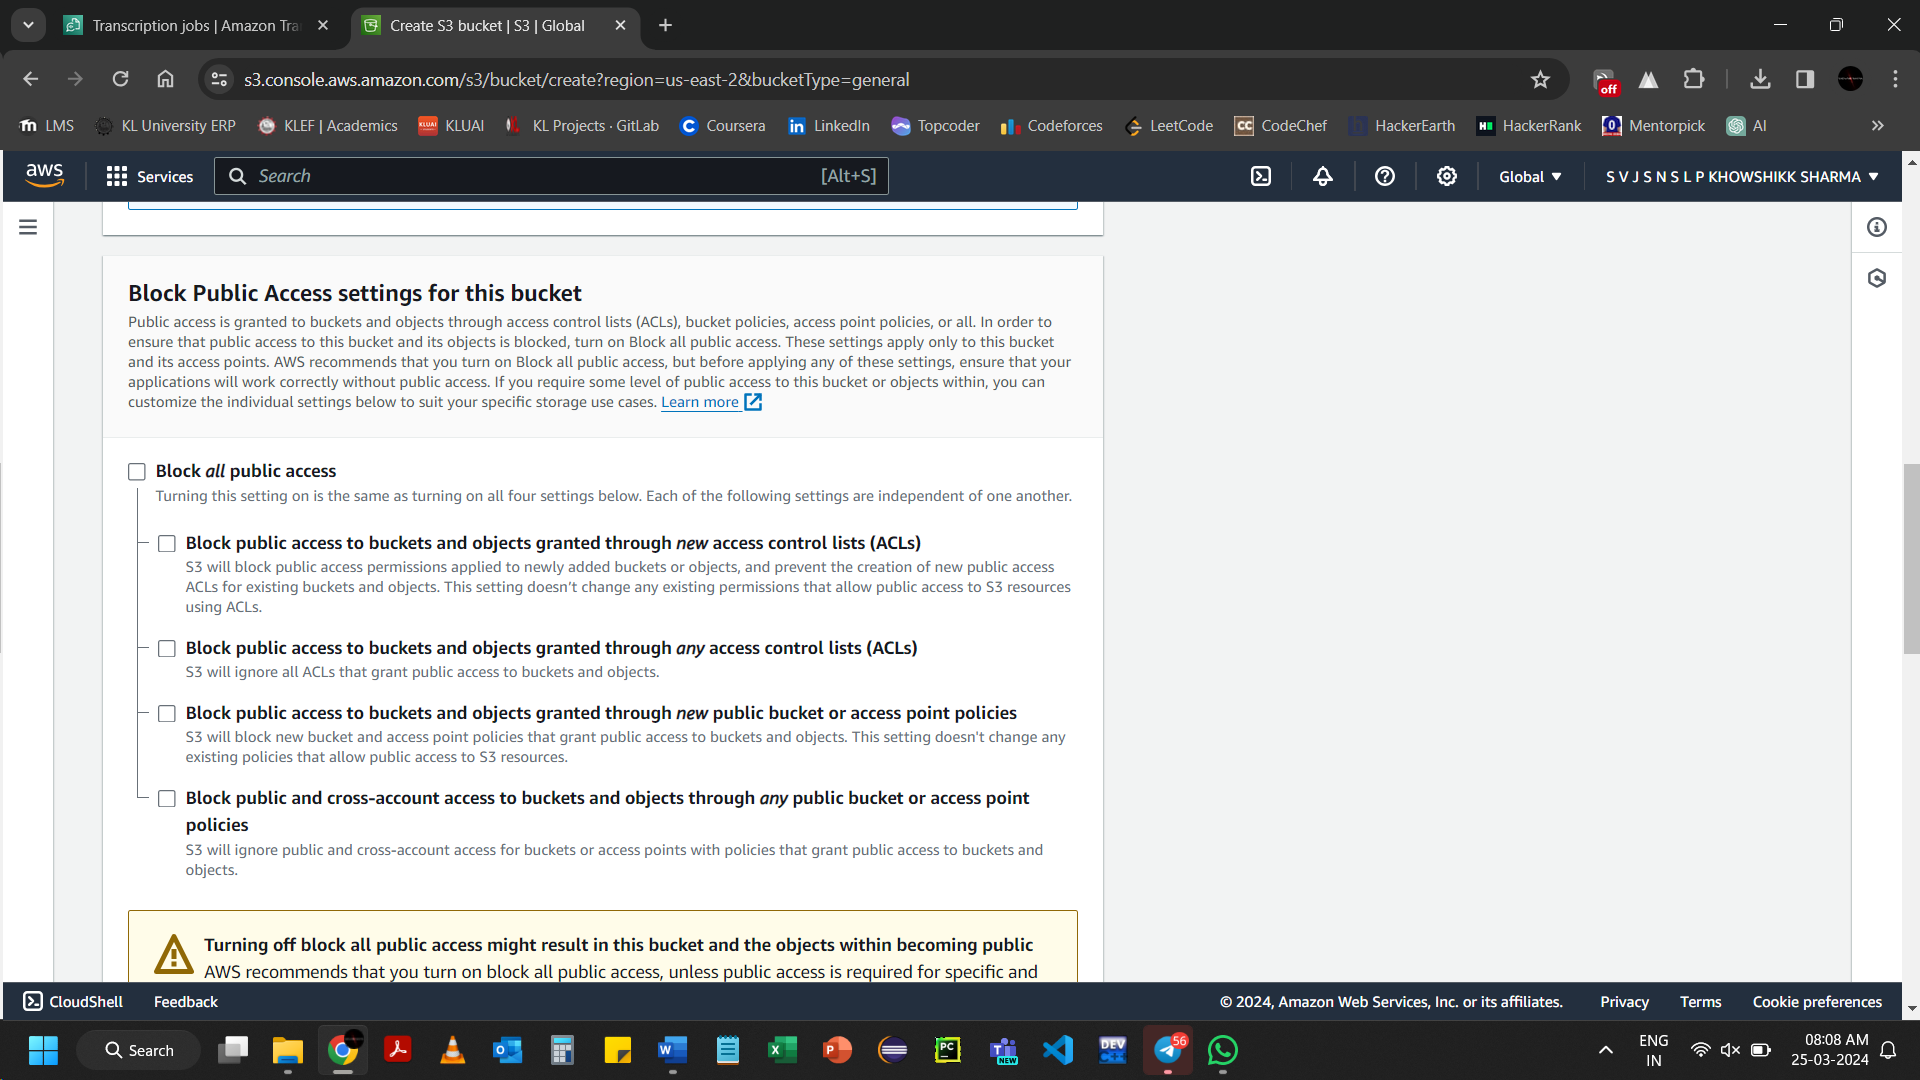 Transcription jobs | Amazon Tra
Create S3 bucket | S3 | Global
s3.console.aws.amazon.com/s3/bucket/create?region=us-east-2&bucketType=general
off
LMS
KL University ERP
KLEF | Academics
KLUAI
KLUAI
KL Projects · GitLab
Coursera
LinkedIn
Topcoder
Codeforces
LeetCode
CC
CodeChef
HackerEarth
HackerRank
Mentorpick
AI
aws
Services
Search
[Alt+S]
Global
S V J S N S L P KHOWSHIKK SHARMA
Block Public Access settings for this bucket
Public access is granted to buckets and objects through access control lists (ACLs), bucket policies, access point policies, or all. In order to
ensure that public access to this bucket and its objects is blocked, turn on Block all public access. These settings apply only to this bucket
and its access points. AWS recommends that you turn on Block all public access, but before applying any of these settings, ensure that your
applications will work correctly without public access. If you require some level of public access to this bucket or objects within, you can
customize the individual settings below to suit your specific storage use cases. Learn more
Block all public access
Turning this setting on is the same as turning on all four settings below. Each of the following settings are independent of one another.
Block public access to buckets and objects granted through new access control lists (ACLs)
S3 will block public access permissions applied to newly added buckets or objects, and prevent the creation of new public access
ACLs for existing buckets and objects. This setting doesn't change any existing permissions that allow public access to S3 resources
using ACLs.
Block public access to buckets and objects granted through any access control lists (ACLs)
S3 will ignore all ACLs that grant public access to buckets and objects.
Block public access to buckets and objects granted through new public bucket or access point policies
S3 will block new bucket and access point policies that grant public access to buckets and objects. This setting doesn't change any
existing policies that allow public access to S3 resources.
Block public and cross-account access to buckets and objects through any public bucket or access point
policies
S3 will ignore public and cross-account access for buckets or access points with policies that grant public access to buckets and
objects.
Turning off block all public access might result in this bucket and the objects within becoming public
AWS recommends that you turn on block all public access, unless public access is required for specific and
CloudShell
Feedback
© 2024, Amazon Web Services, Inc. or its affiliates.
Privacy
Terms
Cookie preferences
Search
PC
NEW
DEV
56
ENG
IN
08:08 AM
25-03-2024